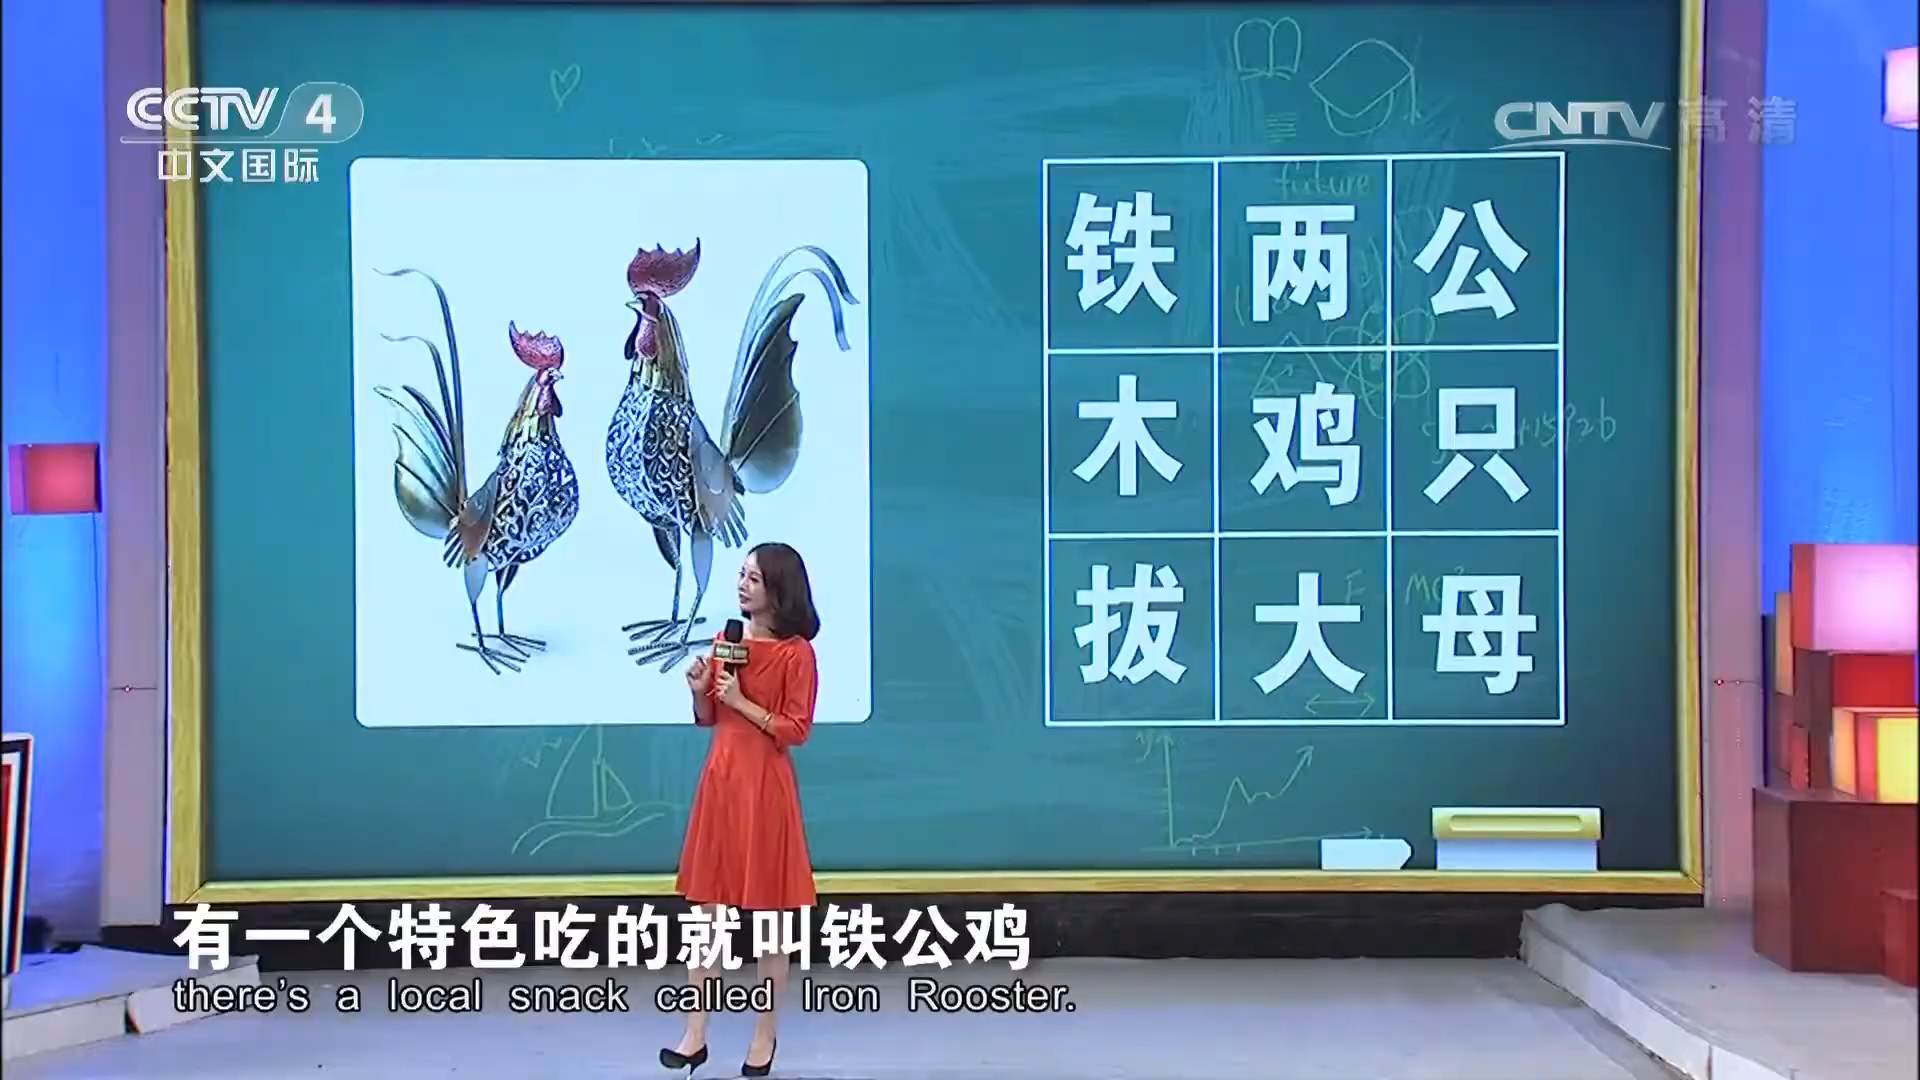 CCTV 4
中文国际
CNTV 高清
future
铁 两 公
木 鸡 只
拔 大 母
有一个特色吃的就叫铁公鸡
there's a local snack called Iron Rooster.